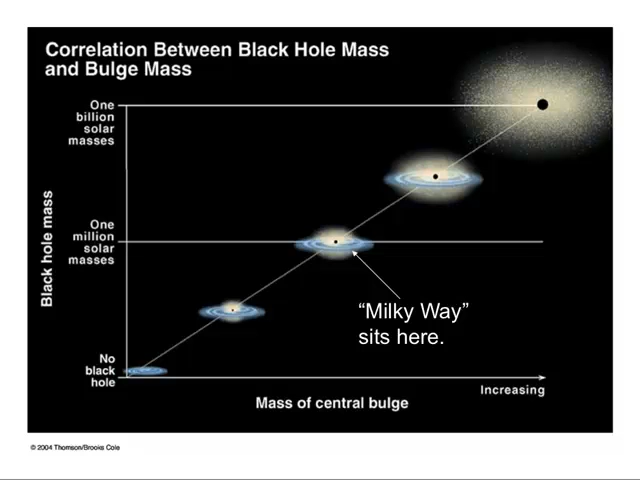 Correlation Between Black Hole Mass
and Bulge Mass
One
billion
solar
masses
Black hole mass
One
million
solar
masses
“Milky Way”
sits here.
No
black
hole
Increasing
Mass of central bulge
© 2004 Thomson/Brooks Cole